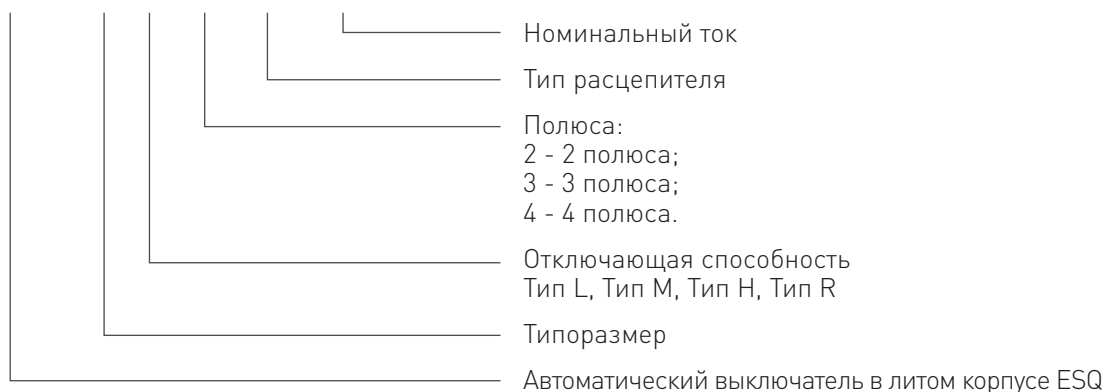 Номинальный ток
Тип расцепителя
Полюса:
2 - 2 полюса;
3 - 3 полюса;
4 - 4 полюса.
Отключающая способность
Тип L, Тип M, Тип H, Тип R
Типоразмер
Автоматический выключатель в литом корпусе ESQ